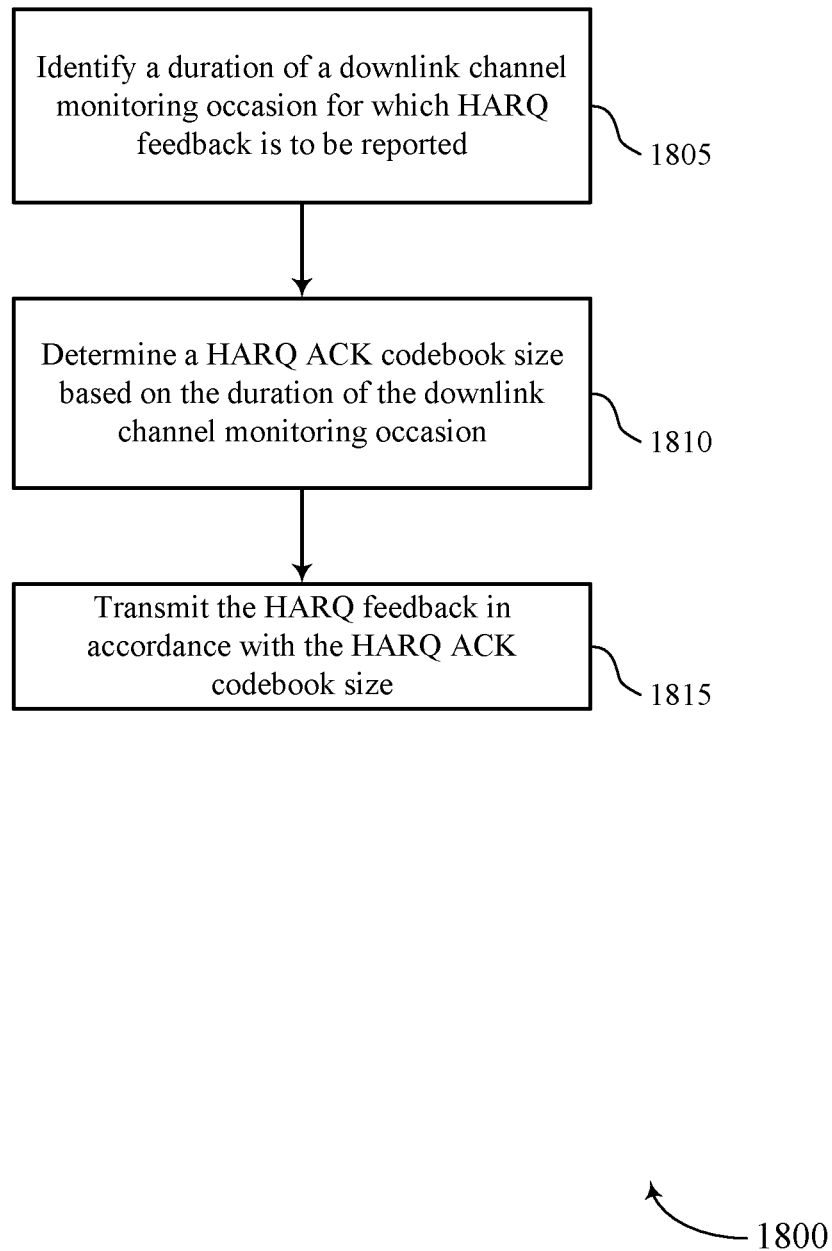 Identify a duration of a downlink channel
monitoring occasion for which HARQ
feedback is to be reported
1805
Determine a HARQ ACK codebook size
based on the duration of the downlink
channel monitoring occasion
1810
Transmit the HARQ feedback in
accordance with the HARQ ACK
codebook size
1815
1800